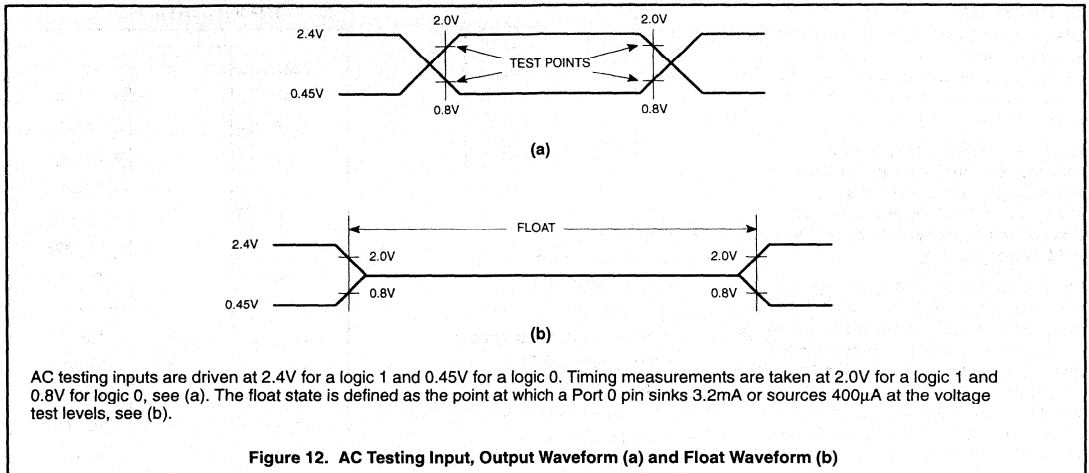 2.0V 2.0V
2.4V
TEST POINTS
0.45V
0.8V 0.8V
(a)
FLOAT
2.4V
2.0V 2.0V
0.8V 0.8V
0.45V
(b)
AC testing inputs are driven at 2.4V for a logic 1 and 0.45V for a logic 0. Timing measurements are taken at 2.0V for a logic 1 and
0.8V for logic 0, see (a). The float state is defined as the point at which a Port 0 pin sinks 3.2mA or sources 400µA at the voltage
test levels, see (b).
Figure 12. AC Testing Input, Output Waveform (a) and Float Waveform (b)